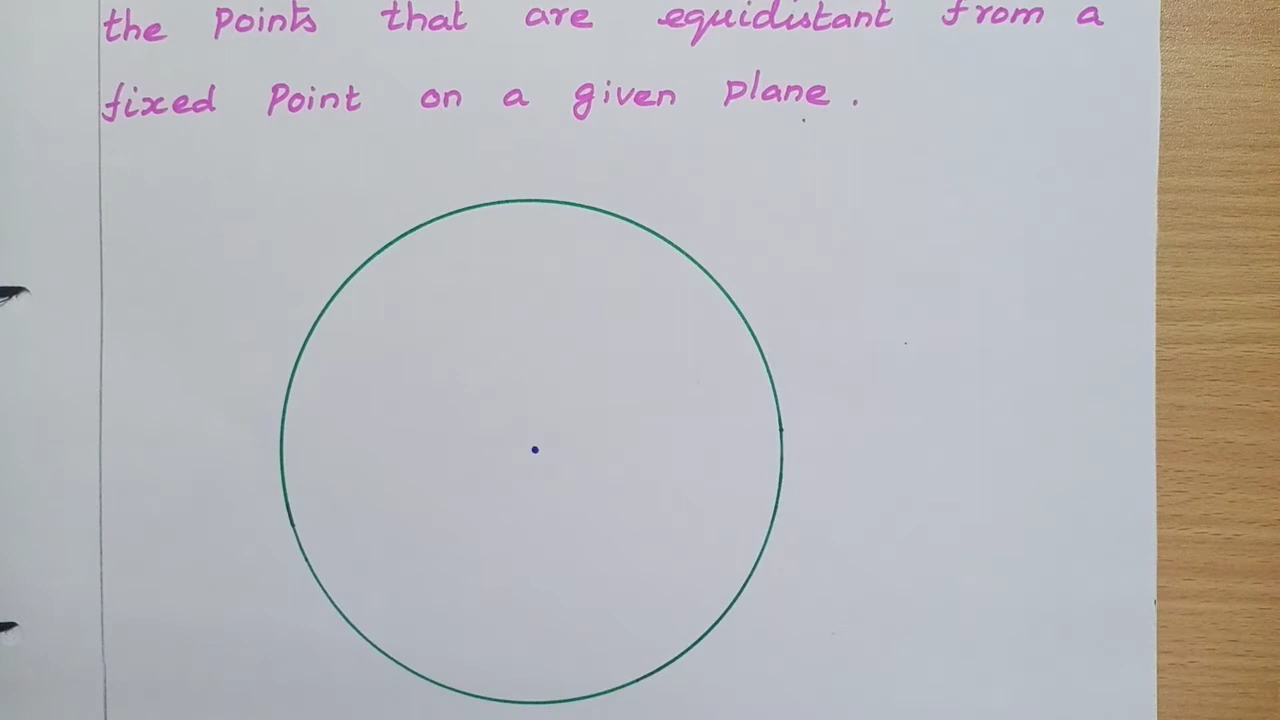 the points that are equidistant from a
fixed point on a given plane.